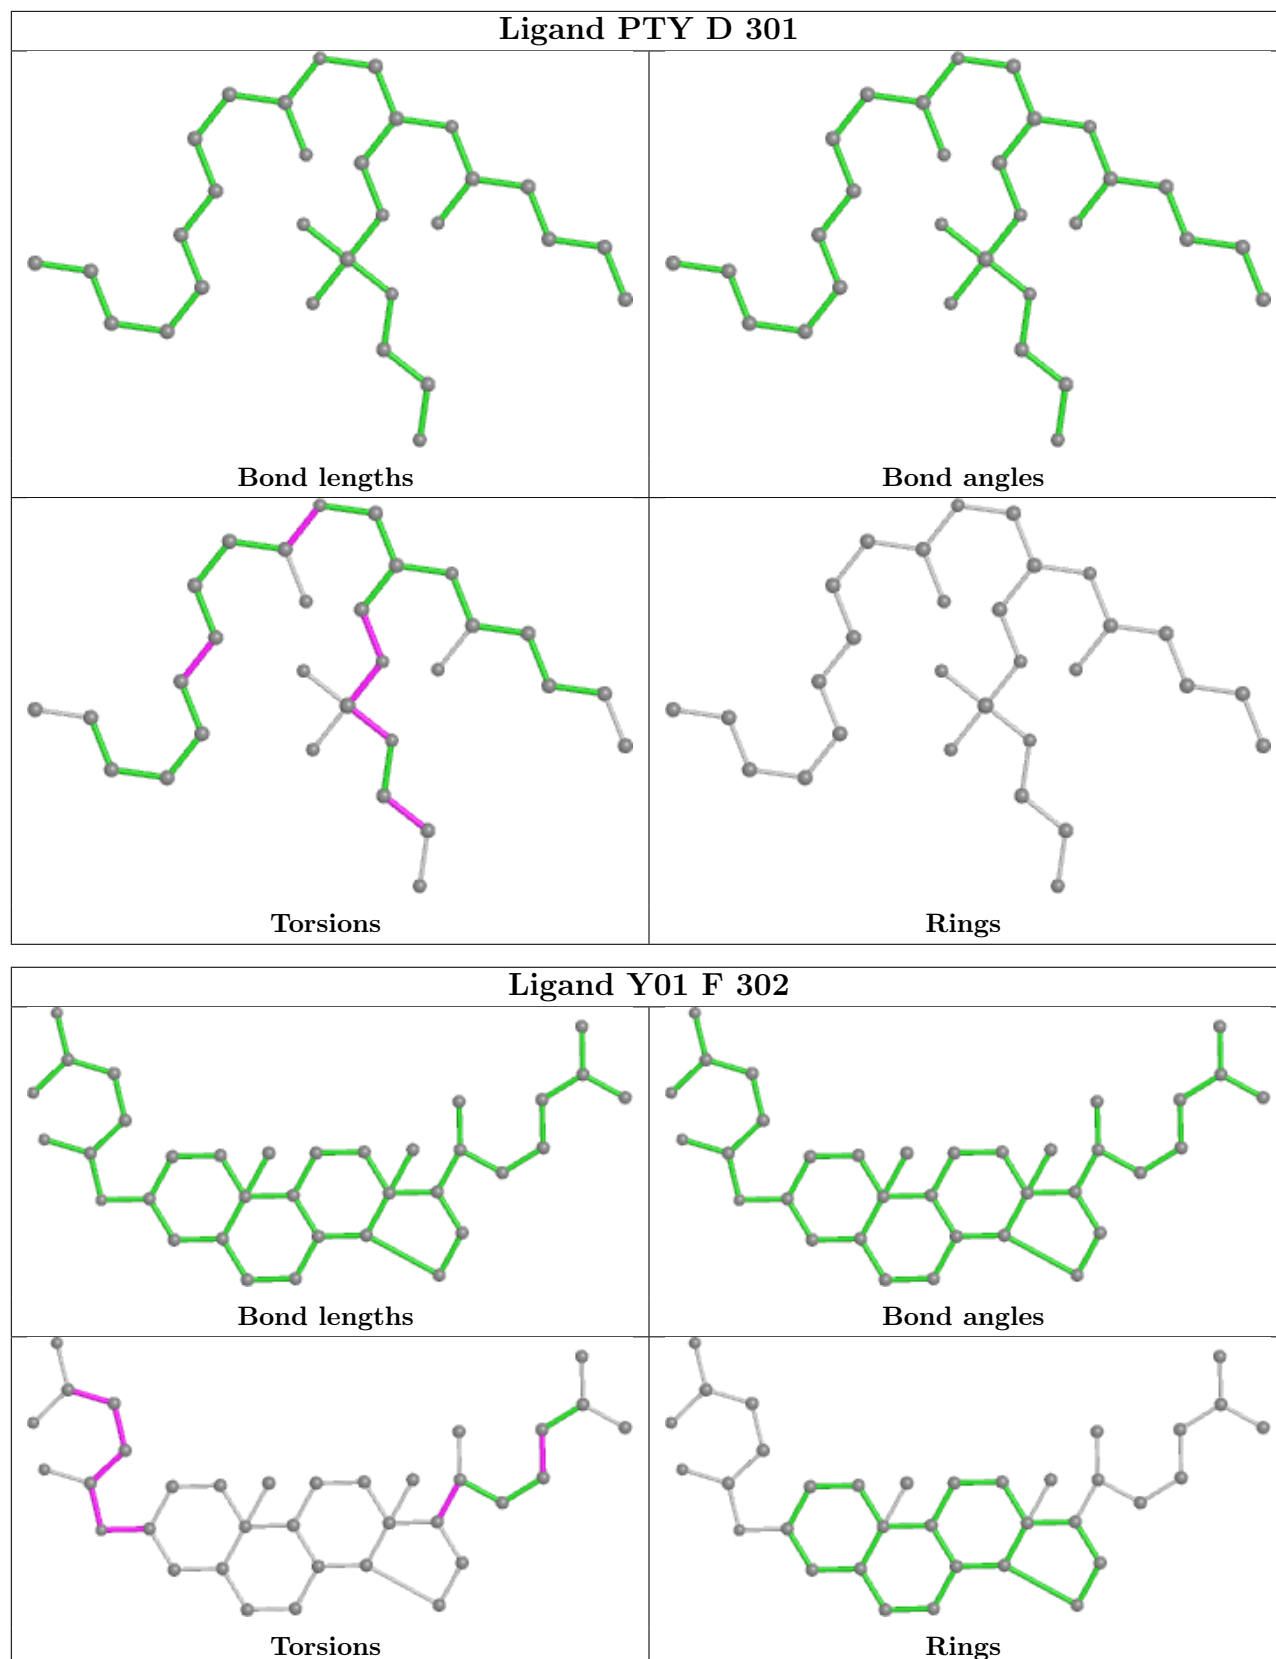 Ligand PTY D 301
Bond lengths
Bond angles
Torsions
Rings
Ligand Y01 F 302
Bond lengths
Bond angles
Torsions
Rings